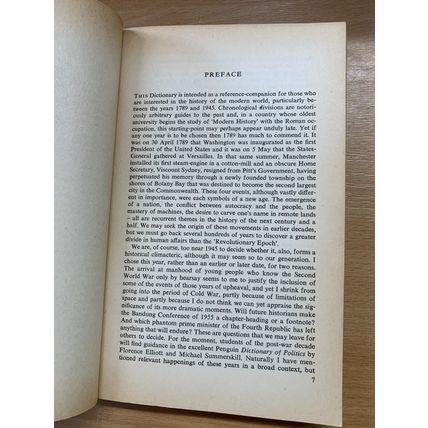 PREFACE
THIS Dictionary is intended as a reference-companion for those who
are interested in the history of the modern world, particularly be-
tween the years 1789 and 1945. Chronological divisions are notori-
ously arbitrary guides to the past and, in a country whose oldest
university begins the study of 'Modern History' with the Roman oc-
cupation, this starting-point may perhaps appear unduly late. Yet if
any one year is to be chosen then 1789 has much to commend it. It
was on 30 April 1789 that Washington was inaugurated as the first
President of the United States and it was on 5 May that the States-
General gathered at Versailles. In that same summer, Manchester
installed its first steam-engine in a cotton-mill and an obscure Home
Secretary, Viscount Sydney, resigned from Pitt's Government, having
perpetuated his memory through a newly founded township on the
shores of Botany Bay that was destined to become the second largest
city in the Commonwealth. These four events, although vastly differ-
ent in importance, were each symbols of a new age. The emergence
of a nation, the conflict between autocracy and the people, the
mastery of machines, the desire to carve one's name in remote lands
– all are recurrent themes in the history of the next century and a
half. We may seek the origin of these movements in earlier decades,
but we must go back several hundreds of years to discover a greater
divide in human affairs than the 'Revolutionary Epoch'.
We are, of course, too near 1945 to decide whether it, also, forms a
historical climacteric, although it may seem so to our generation. I
chose this year, rather than an earlier or later date, for two reasons.
The arrival at manhood of young people who know the Second
World War only by hearsay seems to me to justify the inclusion of
some of the events of those years of upheaval, and yet I shrink from
going into the period of Cold War, partly because of limitations of
space and partly because I do not think we can yet appraise the sig-
nificance of its more dramatic moments. Will future historians make
the Bandung Conference of 1955 a chapter-heading or a footnote?
And which phantom prime minister of the Fourth Republic has left
anything that will endure? These are questions that we may leave for
others to decide. For the moment, students of the post-war decade
will find guidance in the excellent Penguin Dictionary of Politics by
Florence Elliott and Michael Summerskill. Naturally I have men-
tioned relevant happenings of these years in a broad context, but
7